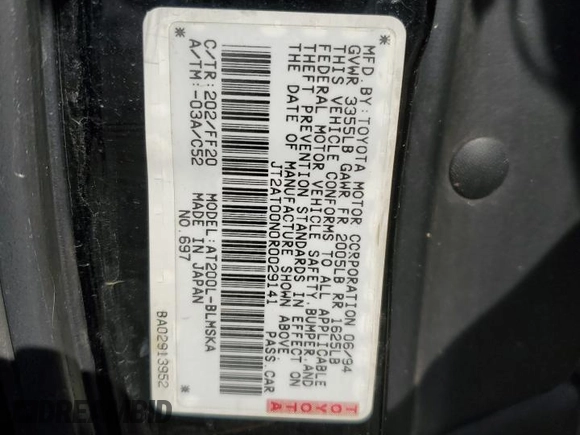 MFD.BY:TOYOTA MOTOR CORPORATION 06/94
GVWR 3355LB GAWR FR 2005LB RR 1625LB
THIS VEHICLE CONFORMS TO ALL APPLICABLE
FEDERAL MOTOR VEHICLE SAFETY,BUMPER,AND
THEFT PREVENTION STANDARDS IN EFFECT ON
THE DATE OF MANUFACTURE SHOWN ABOVE.
JT2AT00N0R0029141 PASS.CAR
C/TR:202/FF20 MODEL:AT200L-BLMSKA
A/TM:-03A/C52 MADE IN JAPAN
NO.697
TOYOTA
BA02913952